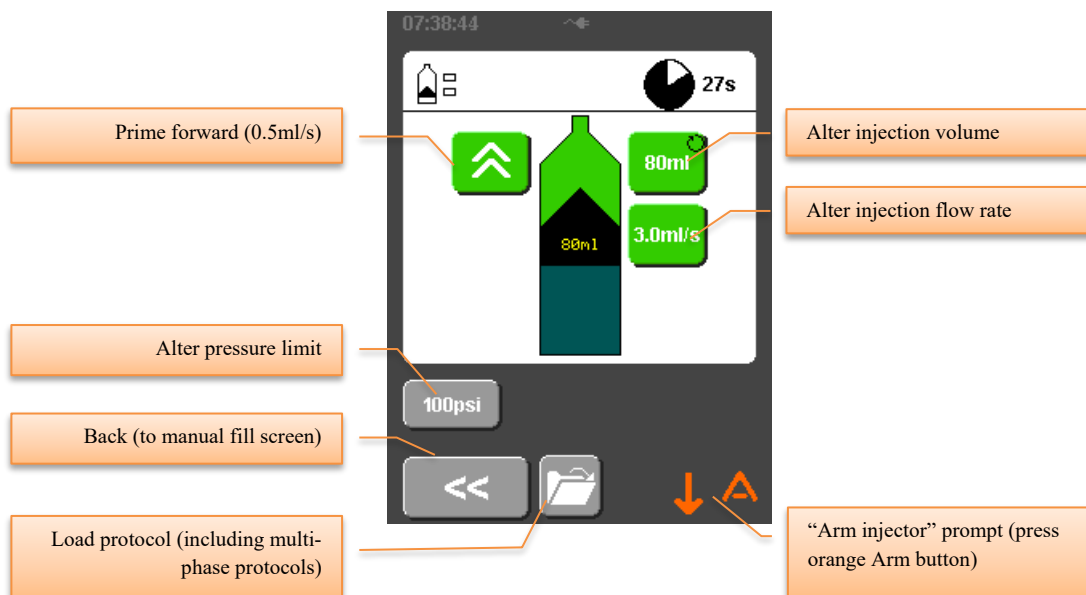 07:38:44
27s
Prime forward (0.5ml/s)
80ml
Alter injection volume
3.0ml/s
Alter injection flow rate
80ml
Alter pressure limit
100psi
Back (to manual fill screen)
<<
Load protocol (including multi-
phase protocols)
“Arm injector” prompt (press
orange Arm button)